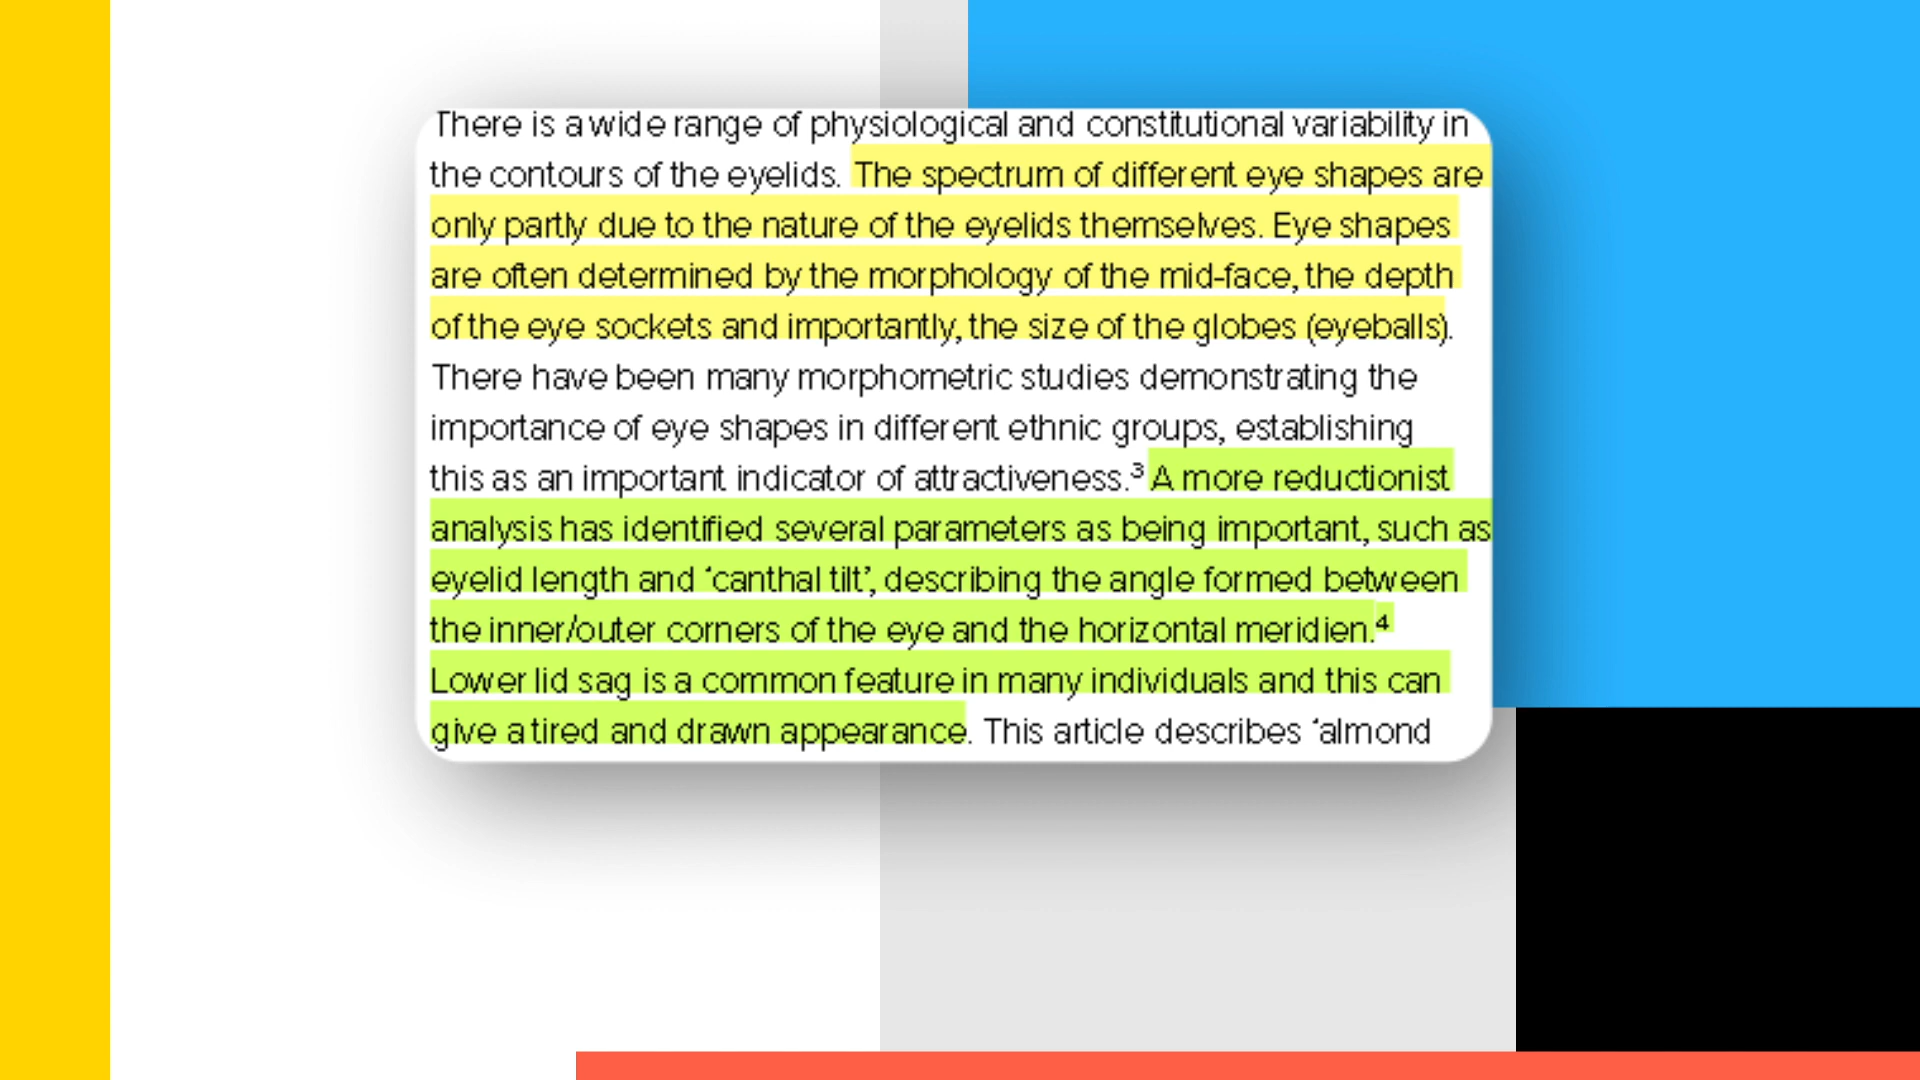 There is a wide range of physiological and constitutional variability in
the contours of the eyelids. The spectrum of different eye shapes are
only partly due to the nature of the eyelids themselves. Eye shapes
are often determined by the morphology of the mid-face, the depth
of the eye sockets and importantly, the size of the globes (eyeballs).
There have been many morphometric studies demonstrating the
importance of eye shapes in different ethnic groups, establishing
this as an important indicator of attractiveness.³ A more reductionist
analysis has identified several parameters as being important, such as
eyelid length and ‘canthal tilt’, describing the angle formed between
the inner/outer corners of the eye and the horizontal meridien.⁴
Lower lid sag is a common feature in many individuals and this can
give a tired and drawn appearance. This article describes ‘almond